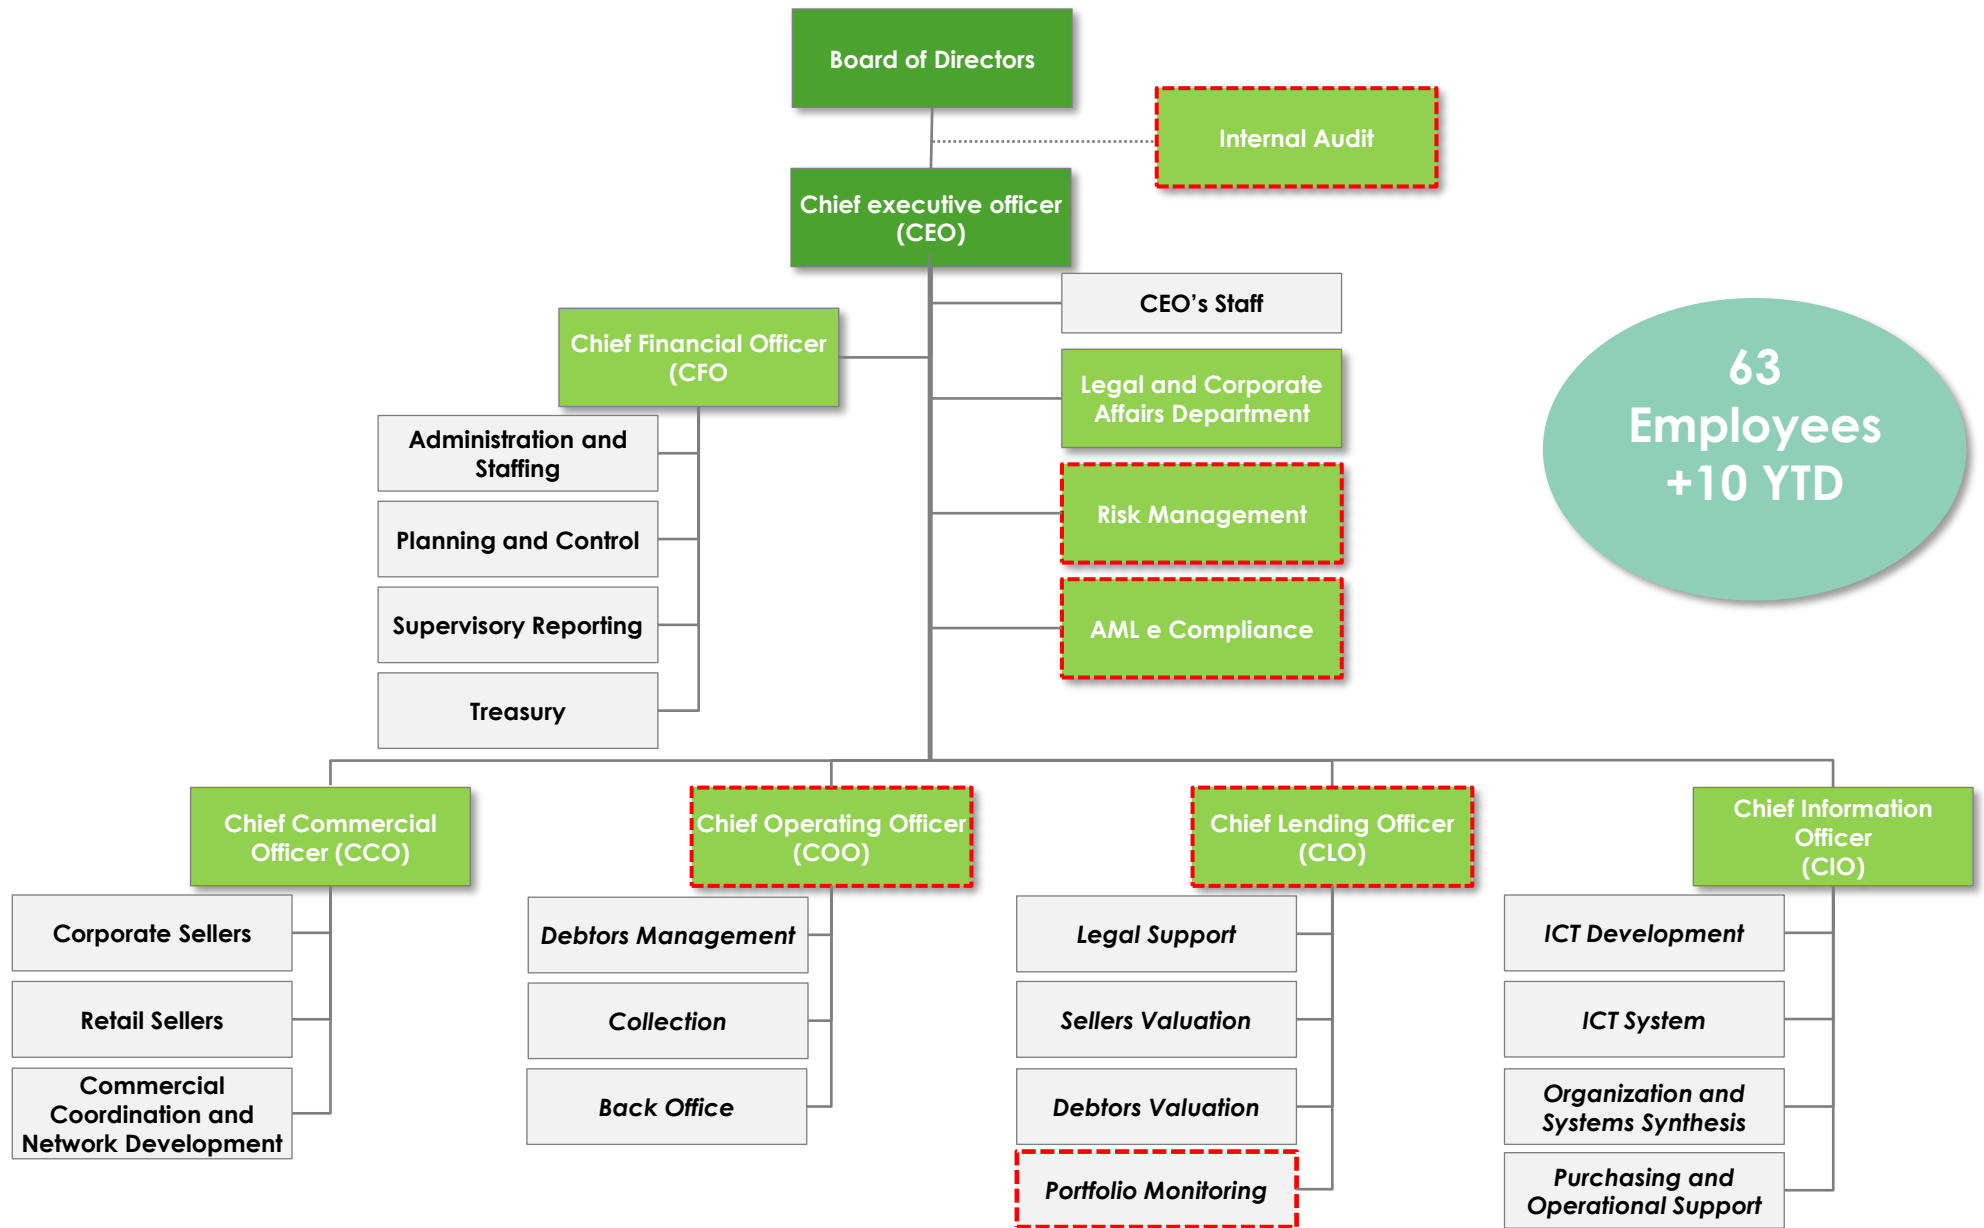 Board of Directors
Internal Audit
Chief executive officer
(CEO)
CEO’s Staff
Chief Financial Officer
(CFO
Legal and Corporate
Affairs Department
63
Employees
+10 YTD
Administration and
Staffing
Risk Management
Planning and Control
Supervisory Reporting
AML e Compliance
Treasury
Chief Commercial
Officer (CCO)
Chief Operating Officer
(COO)
Chief Lending Officer
(CLO)
Chief Information
Officer
(CIO)
Corporate Sellers
Retail Sellers
Commercial
Coordination and
Network Development
Debtors Management
Collection
Back Office
Legal Support
Sellers Valuation
Debtors Valuation
Portfolio Monitoring
ICT Development
ICT System
Organization and
Systems Synthesis
Purchasing and
Operational Support